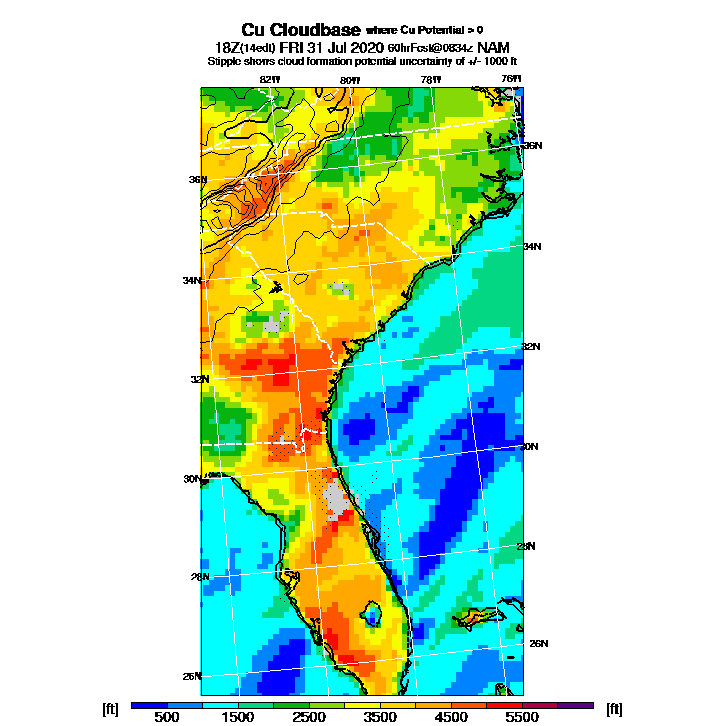 Cu Cloudbase where Cu Potential > 0
18Z(14edt) FRI 31 Jul 2020 60hrFcst@0834z NAM
Stipple shows cloud formation potential uncertainty of +/- 1000 ft
82W 80W 78W 76W
36N
36N
34N
34N
32N
32N
30N
30N
28N
28N
26N
26N
[ft] 500 1500 2500 3500 4500 5500 [ft]